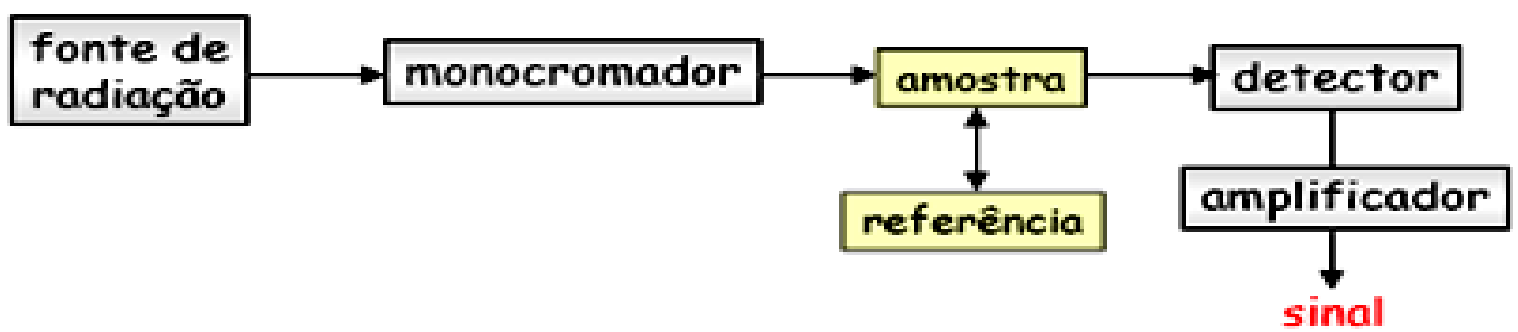 fonte de
radiação
monocromador
amostra
detector
referência
amplificador
sinal